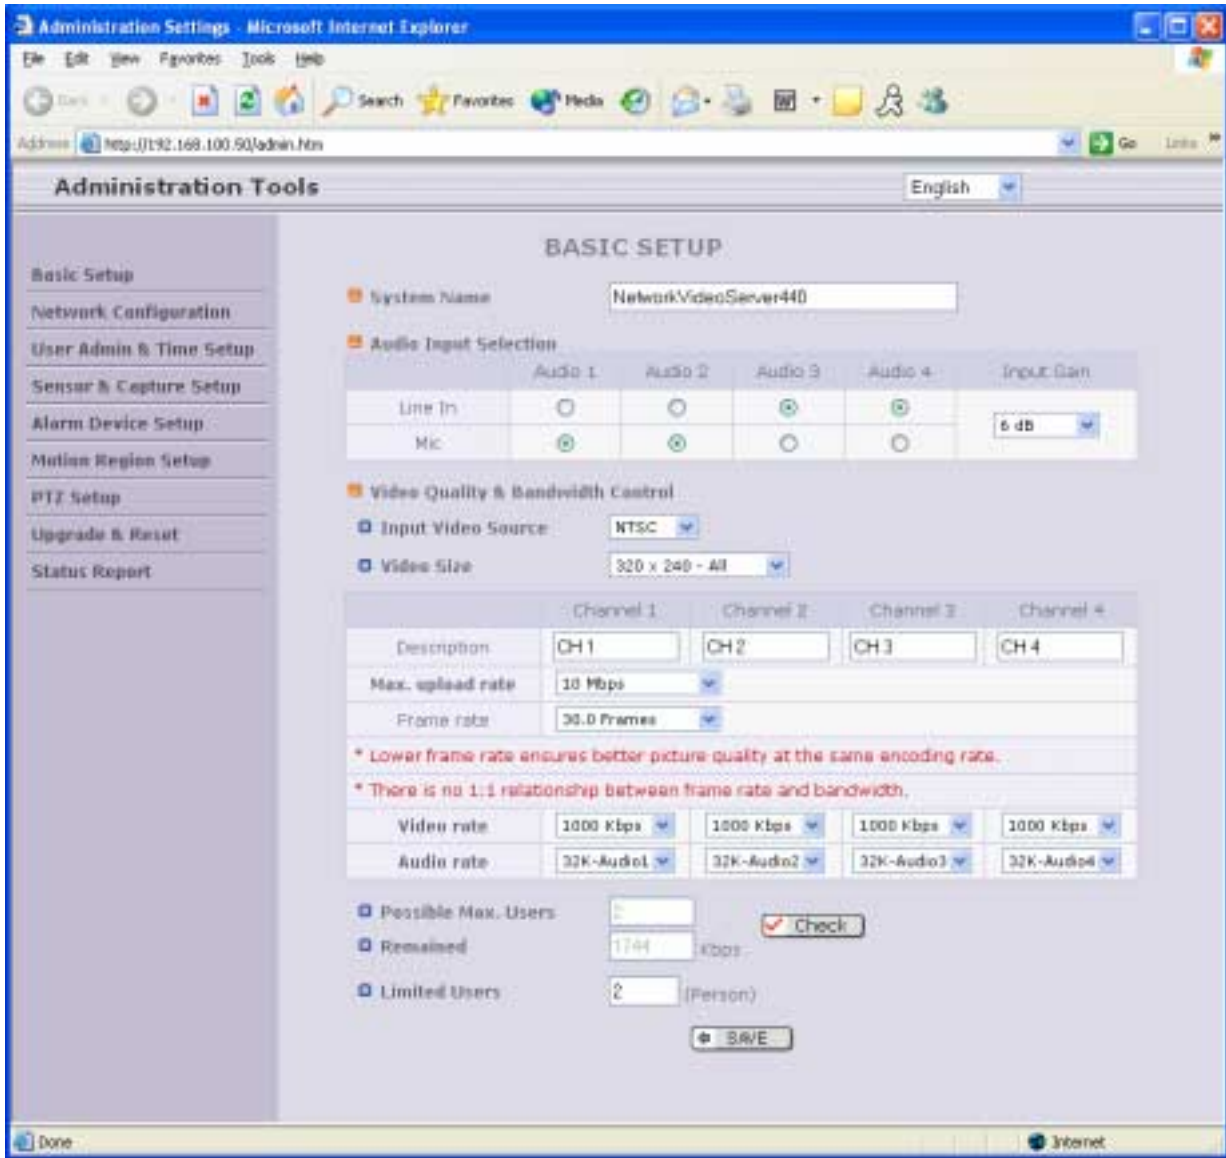 Administration Settings - Microsoft Internet Explorer
File Edit View Favorites Tools Help
Back Search Favorites Media
Address http://192.168.100.50/admin.htm Go Links
Administration Tools English
BASIC SETUP
Basic Setup
Network Configuration
User Admin & Time Setup
Sensor & Capture Setup
Alarm Device Setup
Motion Region Setup
PTZ Setup
Upgrade & Reset
Status Report
System Name NetworkVideoServer440
Audio Input Selection
Audio 1 Audio 2 Audio 3 Audio 4 Input Gain
Line In
6 dB
Mic
Video Quality & Bandwidth Control
Input Video Source NTSC
Video Size 320 x 240 - All
Channel 1 Channel 2 Channel 3 Channel 4
Description CH 1 CH 2 CH 3 CH 4
Max. upload rate 10 Mbps
Frame rate 30.0 Frames
* Lower frame rate ensures better picture quality at the same encoding rate.
* There is no 1:1 relationship between frame rate and bandwidth.
Video rate 1000 Kbps 1000 Kbps 1000 Kbps 1000 Kbps
Audio rate 32K-Audio1 32K-Audio2 32K-Audio3 32K-Audio4
Possible Max. Users 2 Check
Remained 1744 Kbps
Limited Users 2 (Person)
SAVE
Done Internet